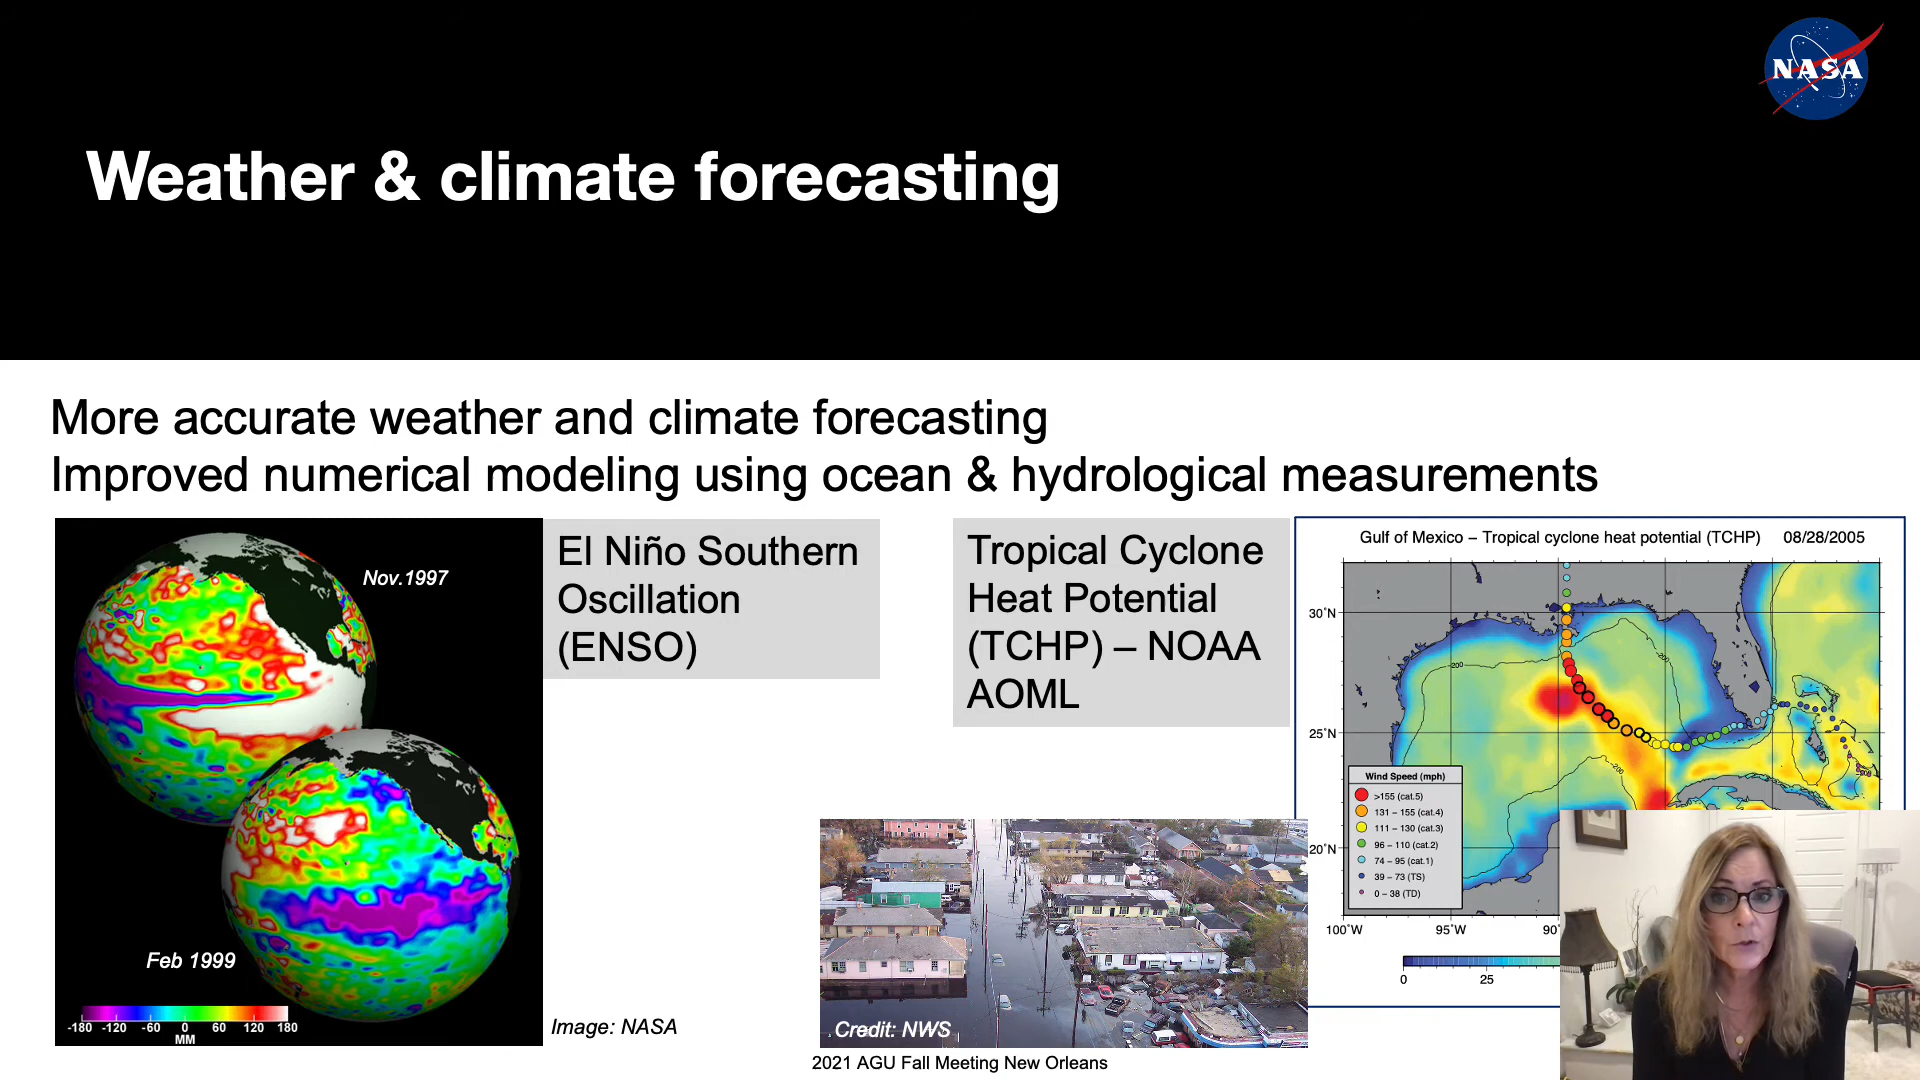 NASA
Weather & climate forecasting
More accurate weather and climate forecasting
Improved numerical modeling using ocean & hydrological measurements
Nov.1997
Feb 1999
-180 -120 -60 0 60 120 180
MM
El Niño Southern
Oscillation
(ENSO)
Image: NASA
Tropical Cyclone
Heat Potential
(TCHP) – NOAA
AOML
Credit: NWS
2021 AGU Fall Meeting New Orleans
Gulf of Mexico – Tropical cyclone heat potential (TCHP) 08/28/2005
30°N
25°N
20°N
-200
-200
-200
Wind Speed (mph)
>155 (cat.5)
131 – 155 (cat.4)
111 – 130 (cat.3)
96 – 110 (cat.2)
74 – 95 (cat.1)
39 – 73 (TS)
0 – 38 (TD)
100°W 95°W 90°
0 25